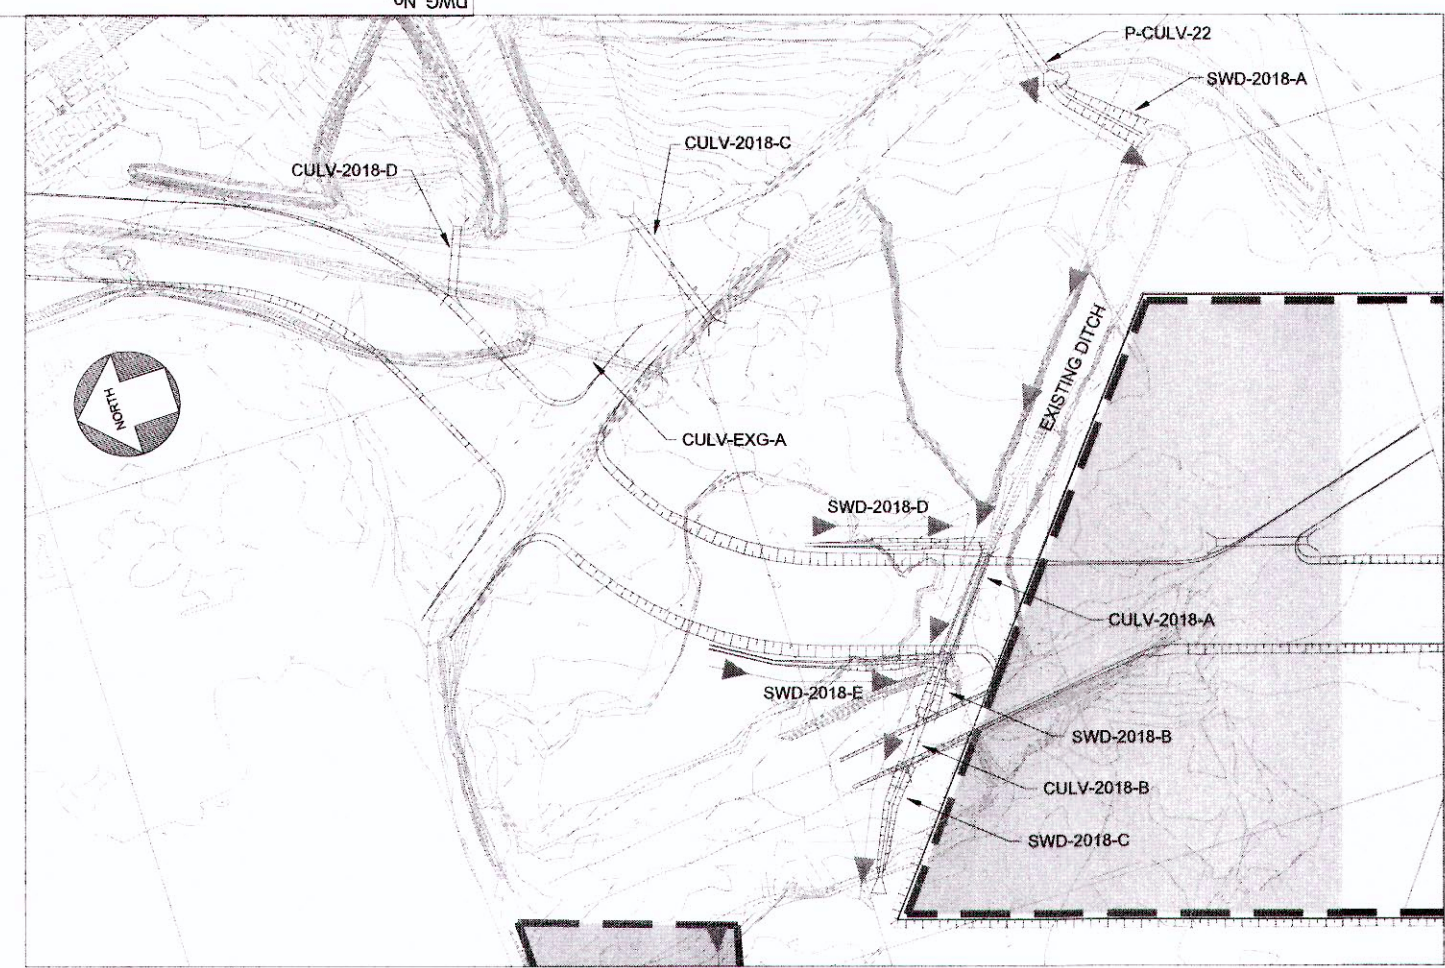 DWG No
P-CULV-22
SWD-2018-A
CULV-2018-C
CULV-2018-D
EXISTING DITCH
NORTH
CULV-EXG-A
SWD-2018-D
CULV-2018-A
SWD-2018-E
SWD-2018-B
CULV-2018-B
SWD-2018-C